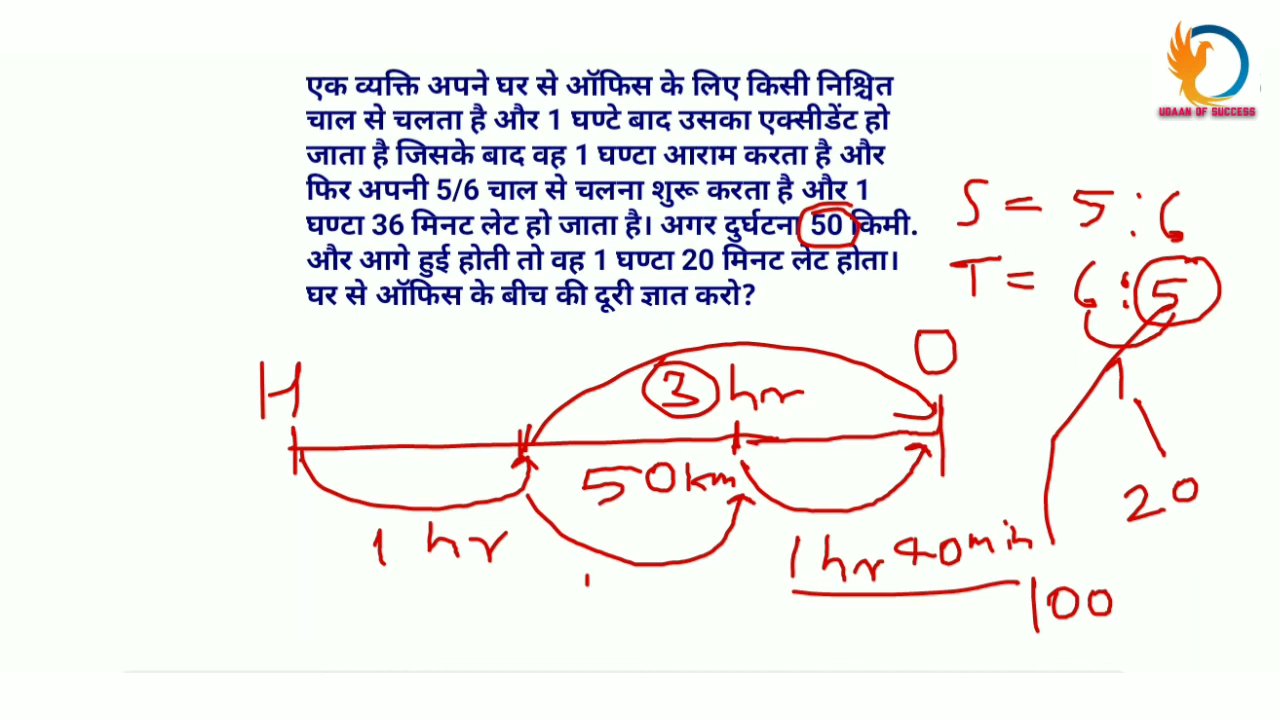 UDAAN OF SUCCESS
एक व्यक्ति अपने घर से ऑफिस के लिए किसी निश्चित
चाल से चलता है और 1 घण्टे बाद उसका एक्सीडेंट हो
जाता है जिसके बाद वह 1 घण्टा आराम करता है और
फिर अपनी 5/6 चाल से चलना शुरू करता है और 1
घण्टा 36 मिनट लेट हो जाता है। अगर दुर्घटना 50 किमी.
और आगे हुई होती तो वह 1 घण्टा 20 मिनट लेट होता।
घर से ऑफिस के बीच की दूरी ज्ञात करो?
S = 5 : 6
T = 6 : 5
1
20
100
H
O
3 hr
50km
1 hr
1 hr 40min